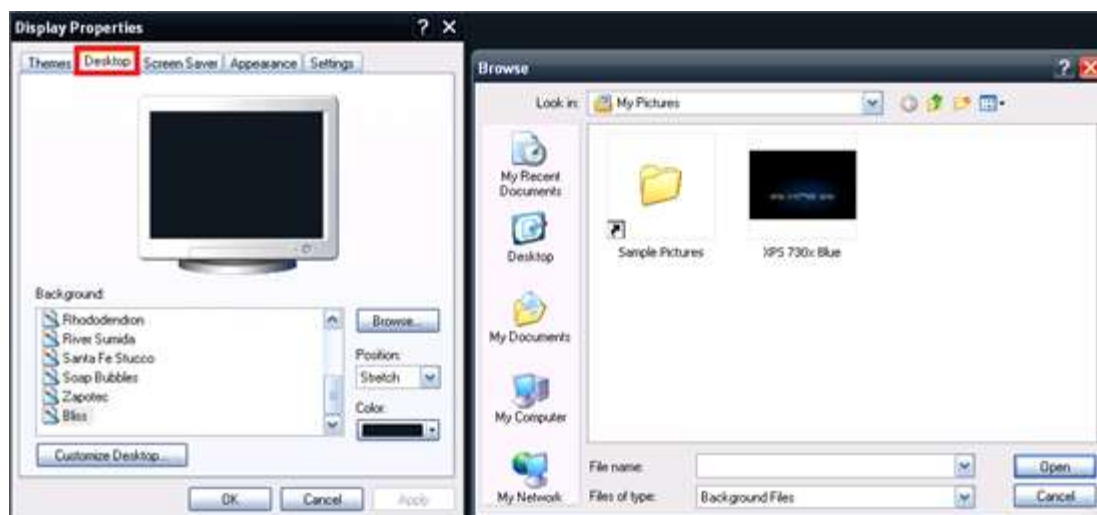 Display Properties
Themes Desktop Screen Saver Appearance Settings
Background:
Rhododendron
River Sumida
Santa Fe Stucco
Soap Bubbles
Zapotec
Bliss
Browse...
Position:
Stretch
Color:
Customize Desktop...
OK Cancel Apply
Browse
Look in: My Pictures
My Recent
Documents
Desktop
My Documents
My Computer
My Network
Sample Pictures
XPS 730x Blue
File name:
Files of type: Background Files
Open
Cancel